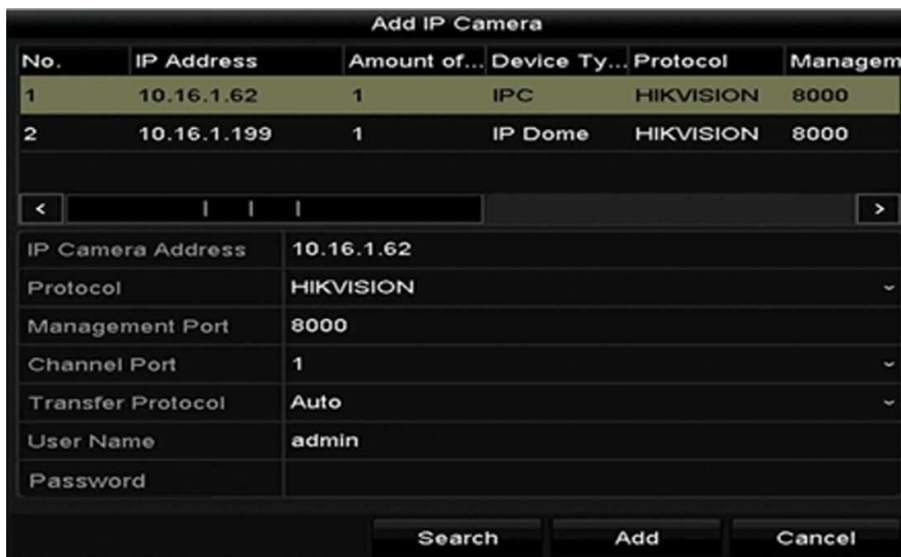 Add IP Camera
No. IP Address Amount of... Device Ty... Protocol Managem
1 10.16.1.62 1 IPC HIKVISION 8000
2 10.16.1.199 1 IP Dome HIKVISION 8000
IP Camera Address 10.16.1.62
Protocol HIKVISION
Management Port 8000
Channel Port 1
Transfer Protocol Auto
User Name admin
Password
Search Add Cancel